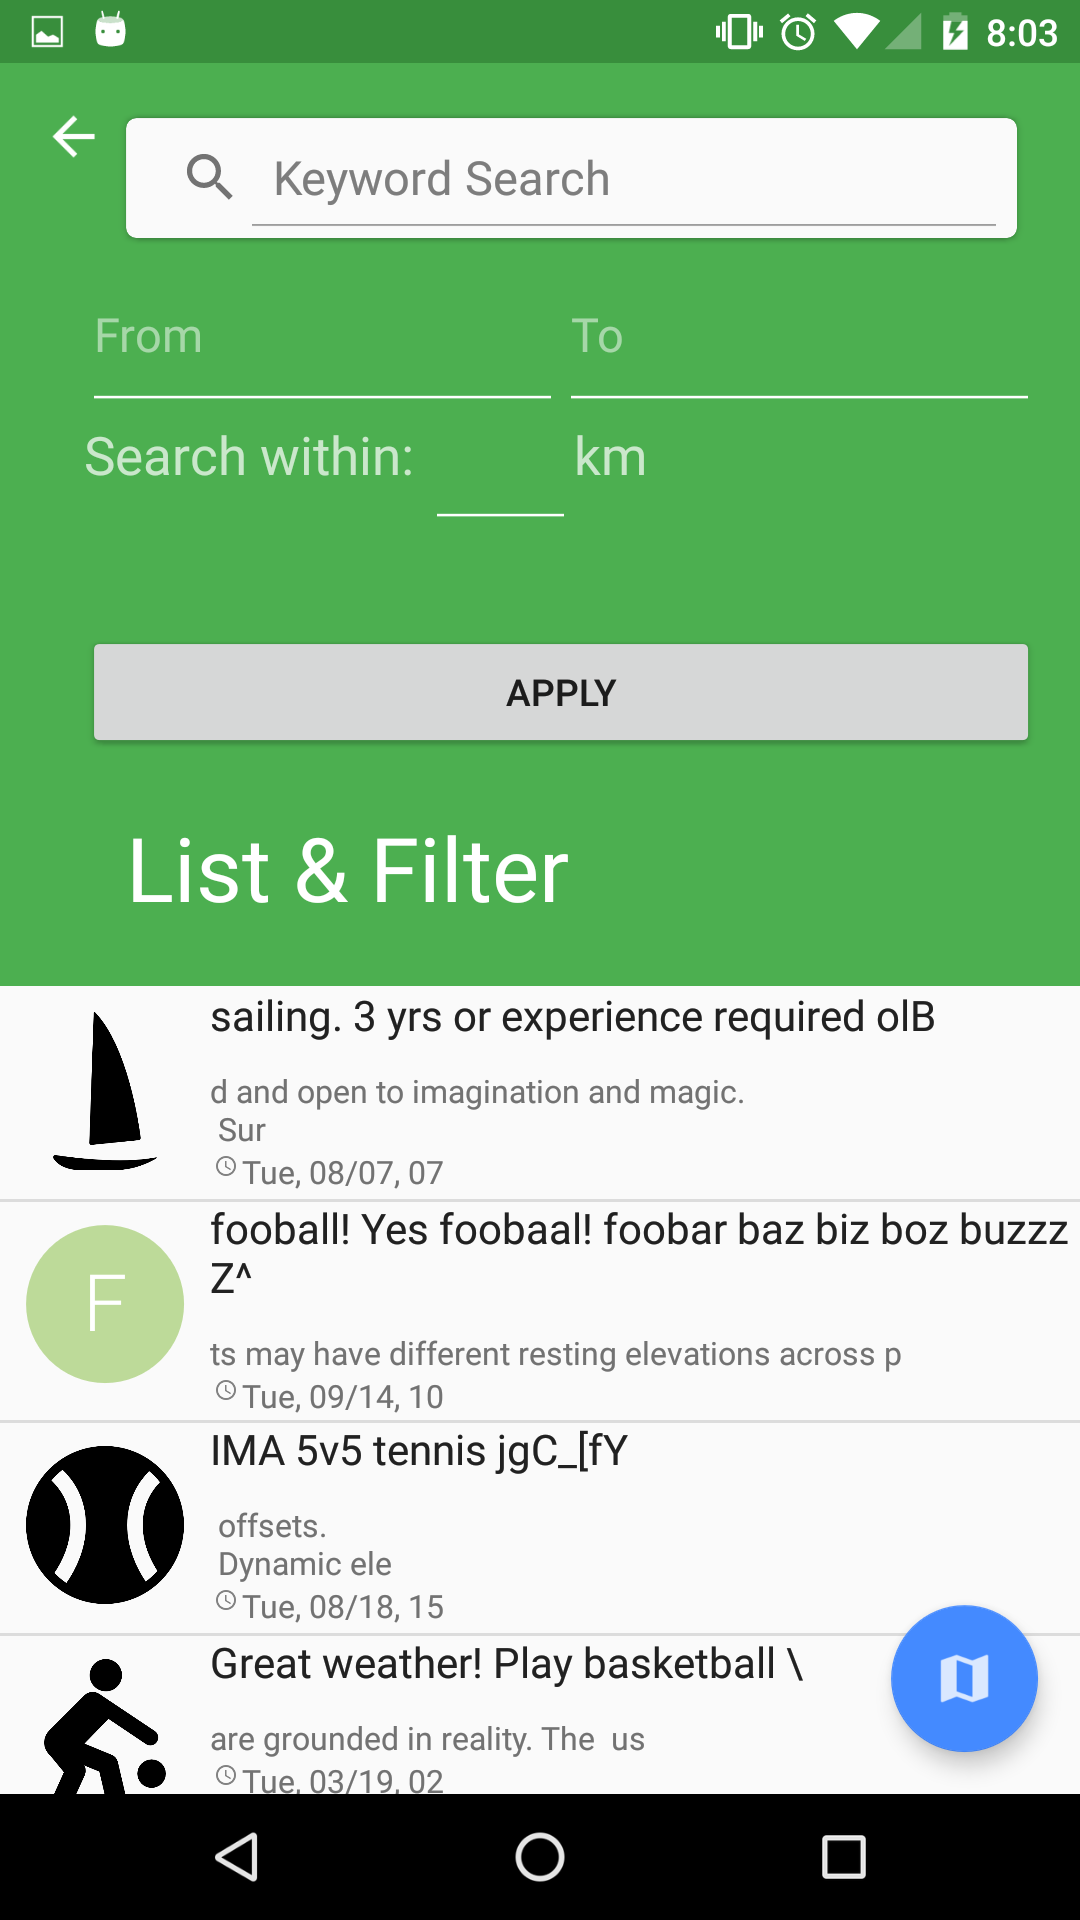 8:03
Keyword Search
From To
Search within: km
APPLY
List & Filter
sailing. 3 yrs or experience required olB
d and open to imagination and magic.
Sur
Tue, 08/07, 07
F
fooball! Yes foobaal! foobar baz biz boz buzzz
Z^
ts may have different resting elevations across p
Tue, 09/14, 10
IMA 5v5 tennis jgC_[fY
offsets.
Dynamic ele
Tue, 08/18, 15
Great weather! Play basketball \
are grounded in reality. The  us
Tue, 03/19, 02